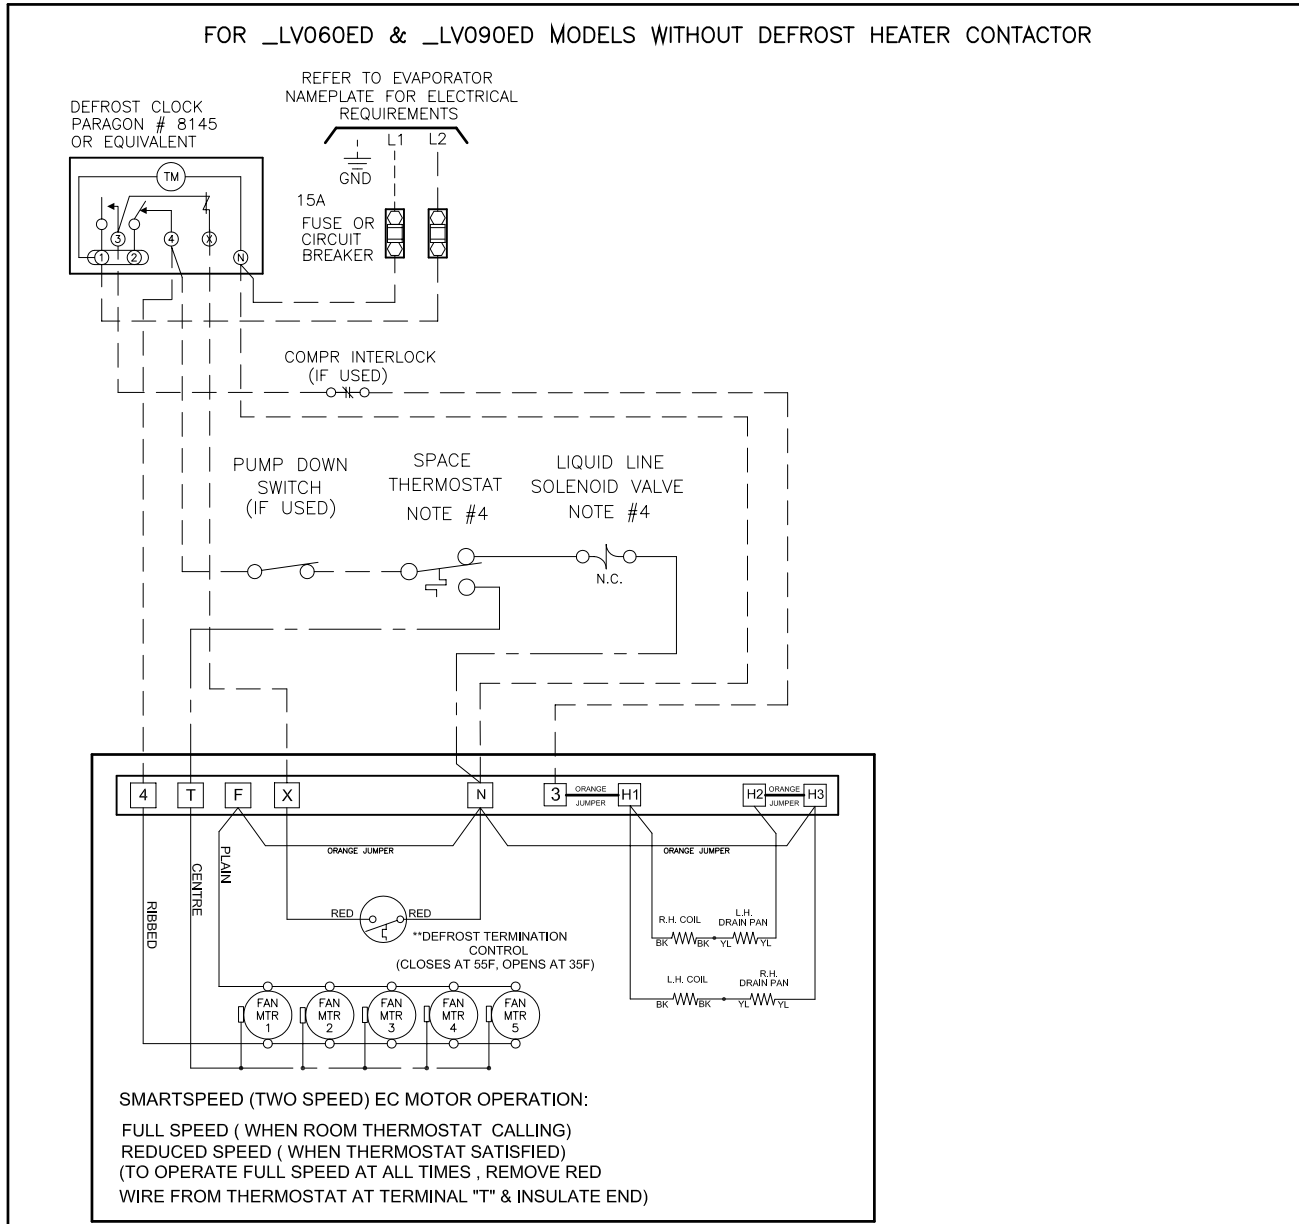 FOR _LV060ED & _LV090ED MODELS WITHOUT DEFROST HEATER CONTACTOR
REFER TO EVAPORATOR
NAMEPLATE FOR ELECTRICAL
REQUIREMENTS
DEFROST CLOCK
PARAGON # 8145
OR EQUIVALENT
L1 L2
GND
TM
15A
FUSE OR
CIRCUIT
BREAKER
3 4 X
1 2 N
COMPR INTERLOCK
(IF USED)
PUMP DOWN
SWITCH
(IF USED)
SPACE
THERMOSTAT
NOTE #4
LIQUID LINE
SOLENOID VALVE
NOTE #4
N.C.
4 T F X N 3 ORANGE JUMPER H1 H2 ORANGE JUMPER H3
ORANGE JUMPER ORANGE JUMPER
PLAIN
CENTRE
RIBBED
RED RED
**DEFROST TERMINATION
CONTROL
(CLOSES AT 55F, OPENS AT 35F)
R.H. COIL
L.H.
DRAIN PAN
BK BK YL YL
L.H. COIL
R.H.
DRAIN PAN
BK BK YL YL
FAN
MTR
1
FAN
MTR
2
FAN
MTR
3
FAN
MTR
4
FAN
MTR
5
SMARTSPEED (TWO SPEED) EC MOTOR OPERATION:
FULL SPEED ( WHEN ROOM THERMOSTAT CALLING)
REDUCED SPEED ( WHEN THERMOSTAT SATISFIED)
(TO OPERATE FULL SPEED AT ALL TIMES , REMOVE RED
WIRE FROM THERMOSTAT AT TERMINAL "T" & INSULATE END)